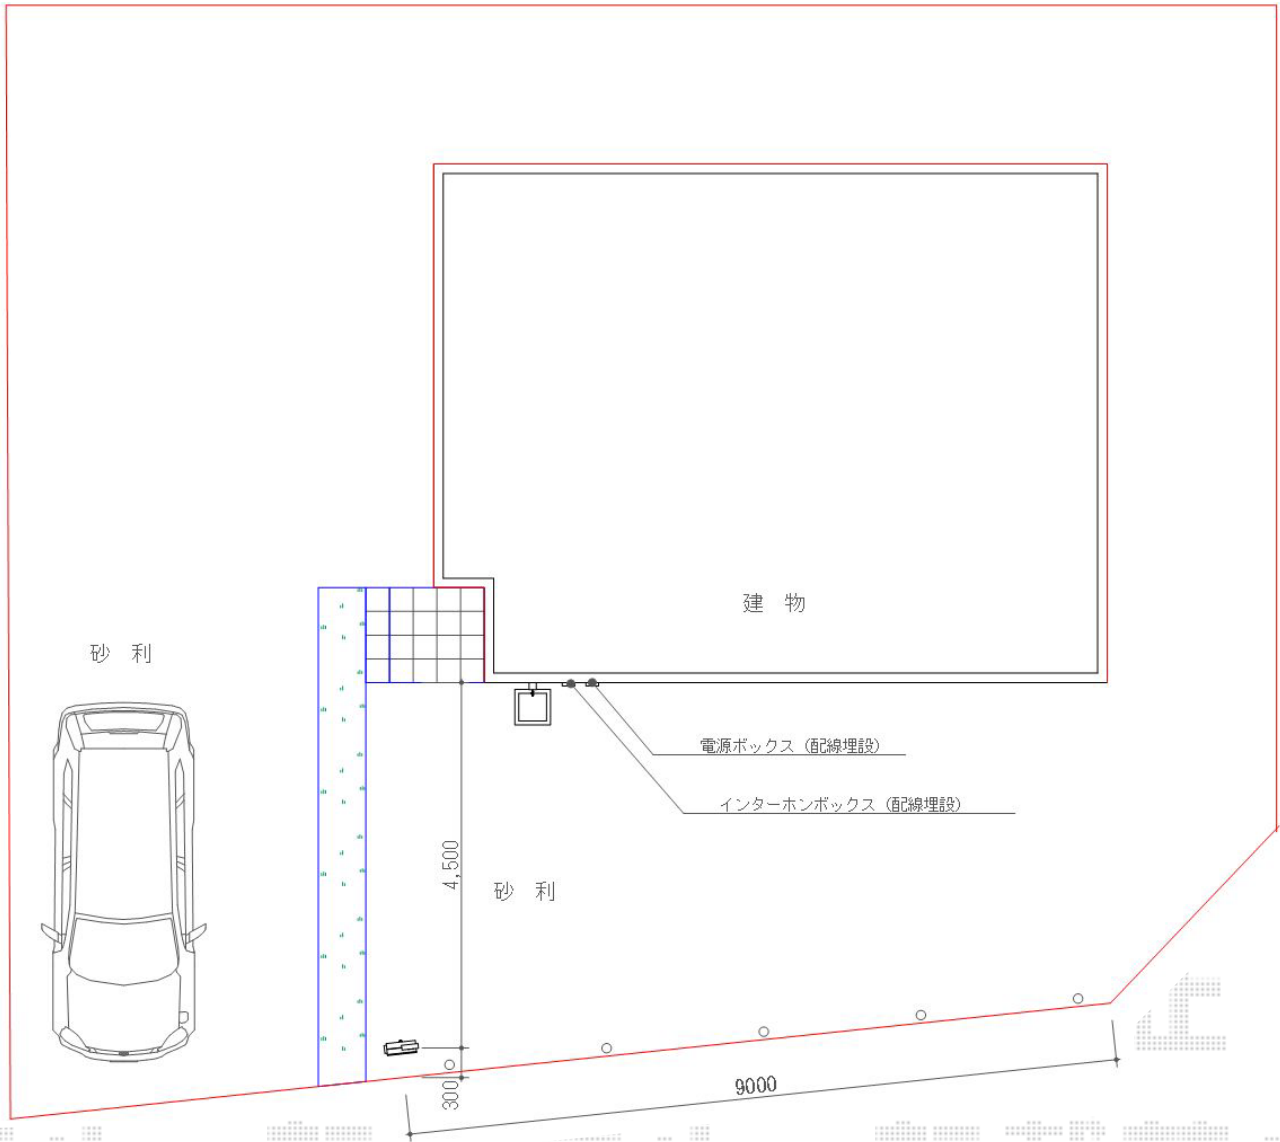 建 物
砂 利
電源ボックス (配線埋設)
インターホンボックス (配線埋設)
4,500
砂 利
300
9000